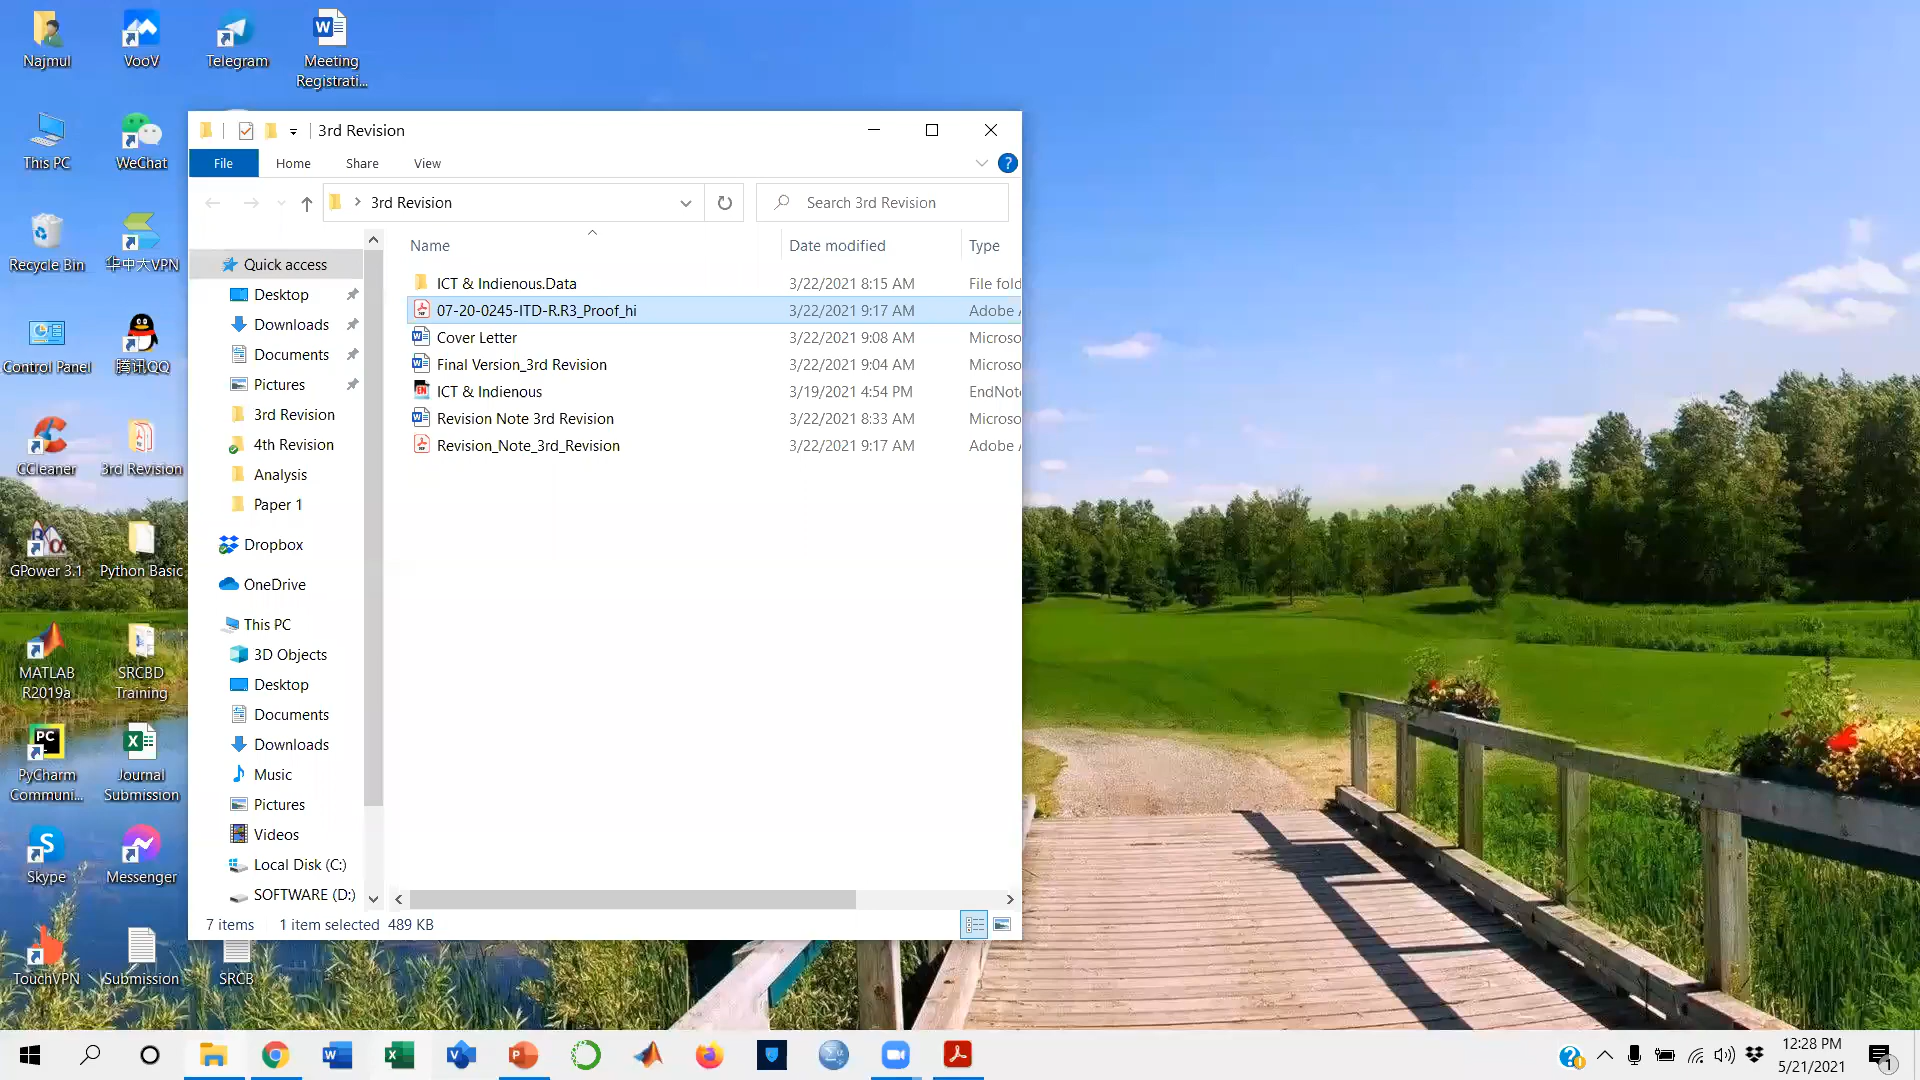 Najmul
VooV
Telegram
Meeting
Registrati...
This PC
WeChat
Recycle Bin
华中大VPN
Control Panel
腾讯QQ
CCleaner
3rd Revision
GPower 3.1
Python Basic
MATLAB
R2019a
SRCBD
Training
PyCharm
Communi...
Journal
Submission
Skype
Messenger
TouchVPN
Submission
SRCB
3rd Revision
File
Home
Share
View
?
3rd Revision
Search 3rd Revision
Quick access
Desktop
Downloads
Documents
Pictures
3rd Revision
4th Revision
Analysis
Paper 1
Dropbox
OneDrive
This PC
3D Objects
Desktop
Documents
Downloads
Music
Pictures
Videos
Local Disk (C:)
SOFTWARE (D:)
Name Date modified Type
ICT & Indienous.Data 3/22/2021 8:15 AM File fold
07-20-0245-ITD-R.R3_Proof_hi 3/22/2021 9:17 AM Adobe A
Cover Letter 3/22/2021 9:08 AM Microso
Final Version_3rd Revision 3/22/2021 9:04 AM Microso
ICT & Indienous 3/19/2021 4:54 PM EndNote
Revision Note 3rd Revision 3/22/2021 8:33 AM Microso
Revision_Note_3rd_Revision 3/22/2021 9:17 AM Adobe A
7 items 1 item selected 489 KB
12:28 PM
5/21/2021
1